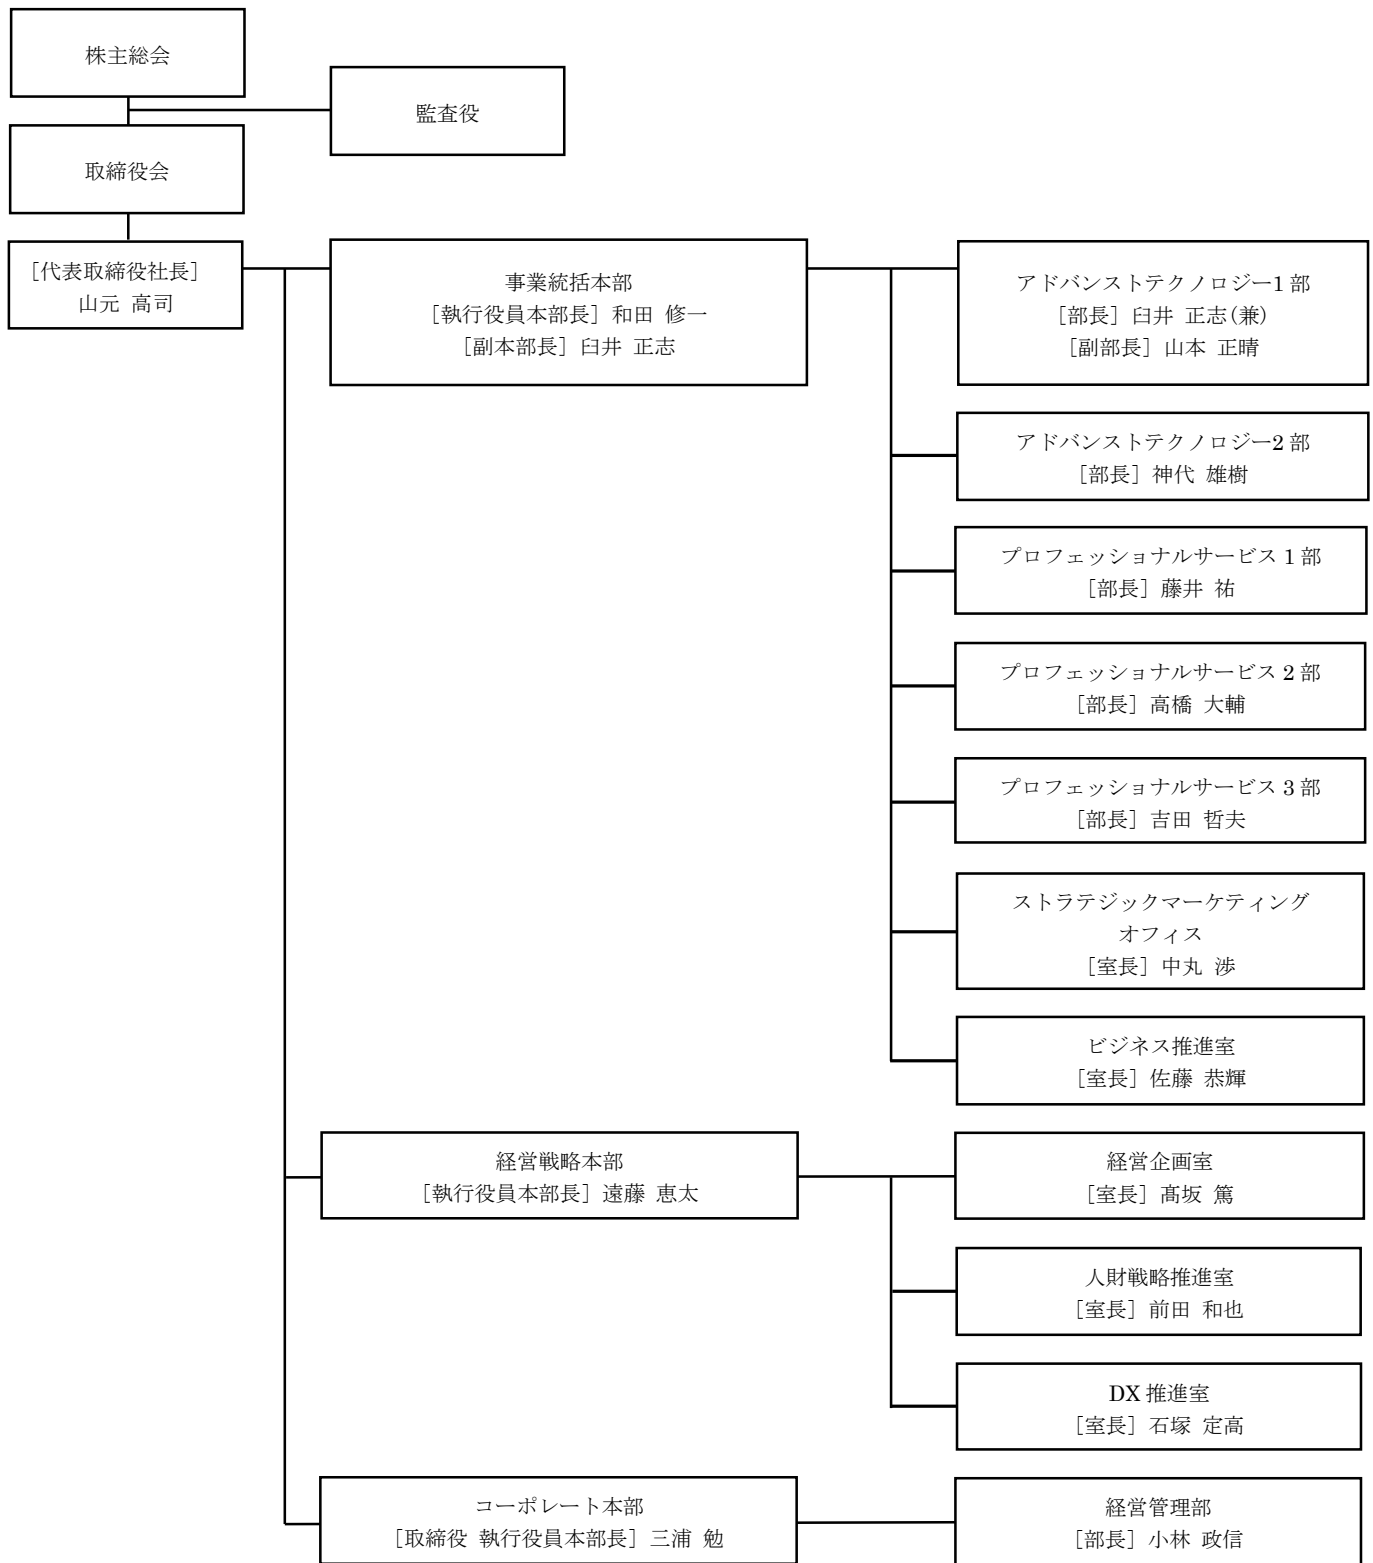 株主総会
監査役
取締役会
［代表取締役社長］
山元 高司
事業統括本部
［執行役員本部長］和田 修一
［副本部長］臼井 正志
アドバンストテクノロジー1部
［部長］臼井 正志(兼)
［副部長］山本 正晴
アドバンストテクノロジー2部
［部長］神代 雄樹
プロフェッショナルサービス 1 部
［部長］藤井 祐
プロフェッショナルサービス 2 部
［部長］高橋 大輔
プロフェッショナルサービス 3 部
［部長］吉田 哲夫
ストラテジックマーケティング
オフィス
［室長］中丸 渉
ビジネス推進室
［室長］佐藤 恭輝
経営戦略本部
［執行役員本部長］遠藤 恵太
経営企画室
［室長］髙坂 篤
人財戦略推進室
［室長］前田 和也
DX 推進室
［室長］石塚 定高
コーポレート本部
［取締役 執行役員本部長］三浦 勉
経営管理部
［部長］小林 政信